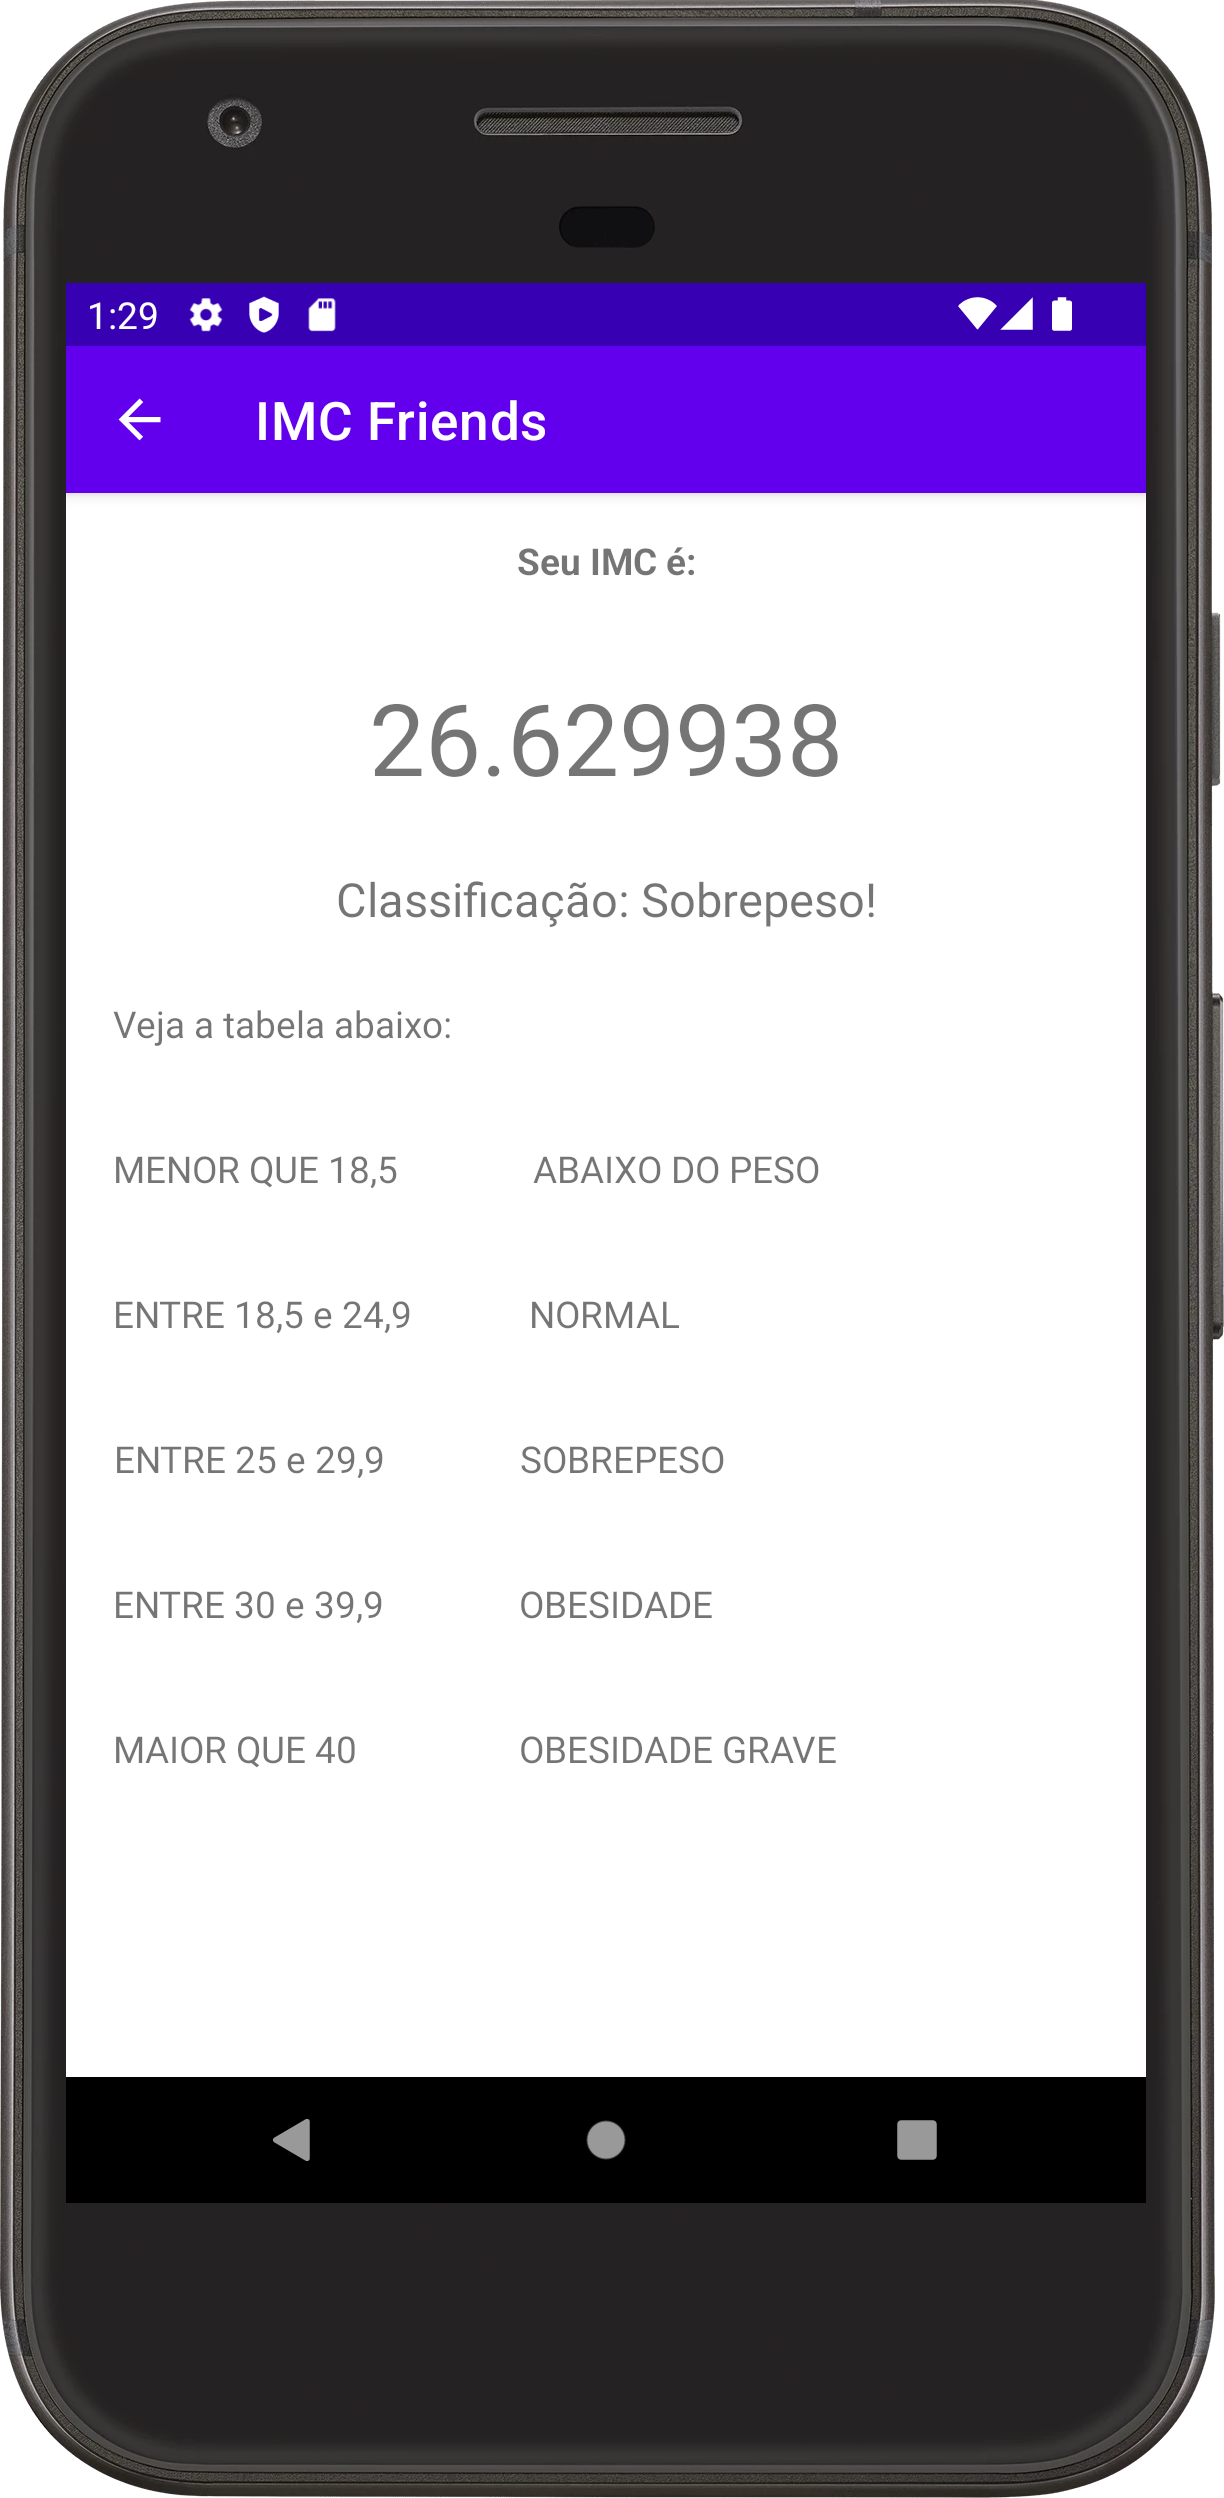 1:29
IMC Friends
Seu IMC é:
26.629938
Classificação: Sobrepeso!
Veja a tabela abaixo:
MENOR QUE 18,5 ABAIXO DO PESO
ENTRE 18,5 e 24,9 NORMAL
ENTRE 25 e 29,9 SOBREPESO
ENTRE 30 e 39,9 OBESIDADE
MAIOR QUE 40 OBESIDADE GRAVE